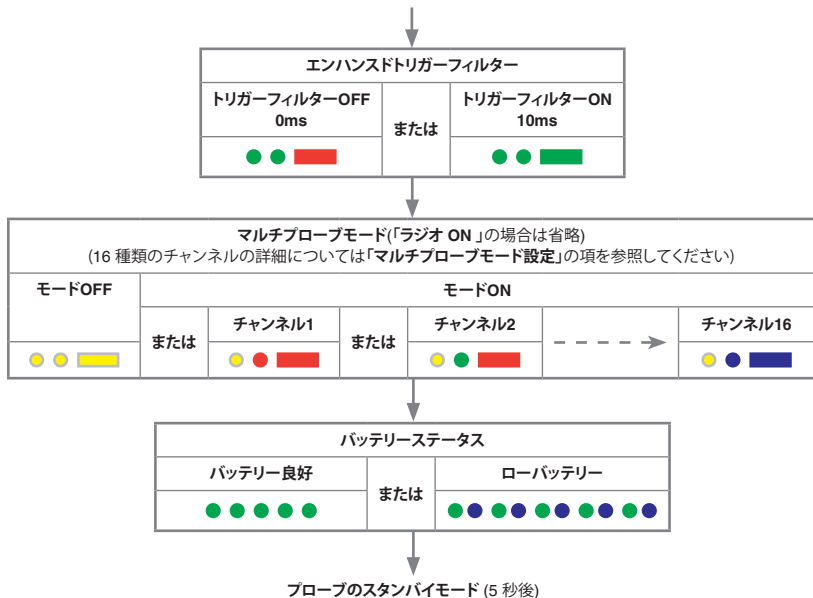 エンハンスドトリガーフィルター
トリガーフィルターOFF
0ms
または
トリガーフィルターON
10ms
マルチプローブモード(「ラジオ ON 」の場合は省略)
(16 種類のチャンネルの詳細については「マルチプローブモード設定」の項を参照してください)
モードOFF
モードON
または
チャンネル1
または
チャンネル2
チャンネル16
バッテリーステータス
バッテリー良好
または
ローバッテリー
プローブのスタンバイモード (5 秒後)